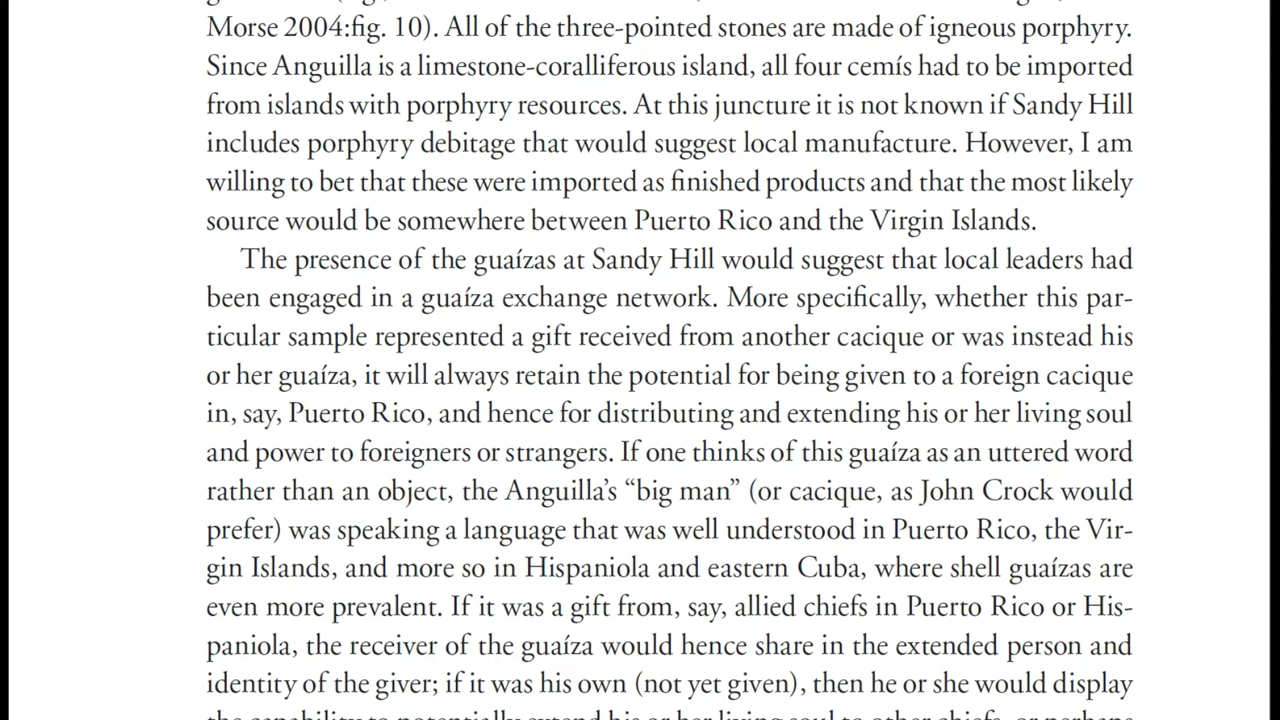 Morse 2004:fig. 10). All of the three-pointed stones are made of igneous porphyry.
Since Anguilla is a limestone-coralliferous island, all four cemís had to be imported
from islands with porphyry resources. At this juncture it is not known if Sandy Hill
includes porphyry debitage that would suggest local manufacture. However, I am
willing to bet that these were imported as finished products and that the most likely
source would be somewhere between Puerto Rico and the Virgin Islands.
The presence of the guaízas at Sandy Hill would suggest that local leaders had
been engaged in a guaíza exchange network. More specifically, whether this par-
ticular sample represented a gift received from another cacique or was instead his
or her guaíza, it will always retain the potential for being given to a foreign cacique
in, say, Puerto Rico, and hence for distributing and extending his or her living soul
and power to foreigners or strangers. If one thinks of this guaíza as an uttered word
rather than an object, the Anguilla’s “big man” (or cacique, as John Crock would
prefer) was speaking a language that was well understood in Puerto Rico, the Vir-
gin Islands, and more so in Hispaniola and eastern Cuba, where shell guaízas are
even more prevalent. If it was a gift from, say, allied chiefs in Puerto Rico or His-
paniola, the receiver of the guaíza would hence share in the extended person and
identity of the giver; if it was his own (not yet given), then he or she would display